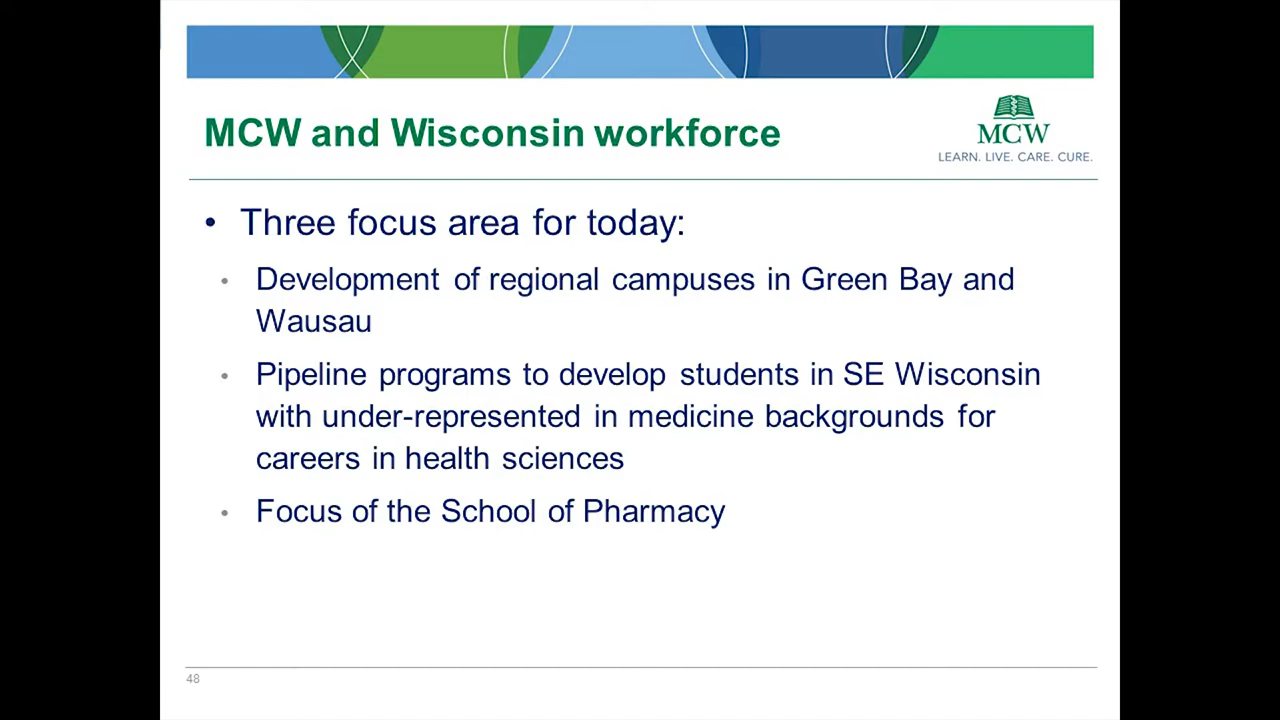 MCW and Wisconsin workforce
MCW
LEARN. LIVE. CARE. CURE.
• Three focus area for today:
• Development of regional campuses in Green Bay and
Wausau
• Pipeline programs to develop students in SE Wisconsin
with under-represented in medicine backgrounds for
careers in health sciences
• Focus of the School of Pharmacy
48